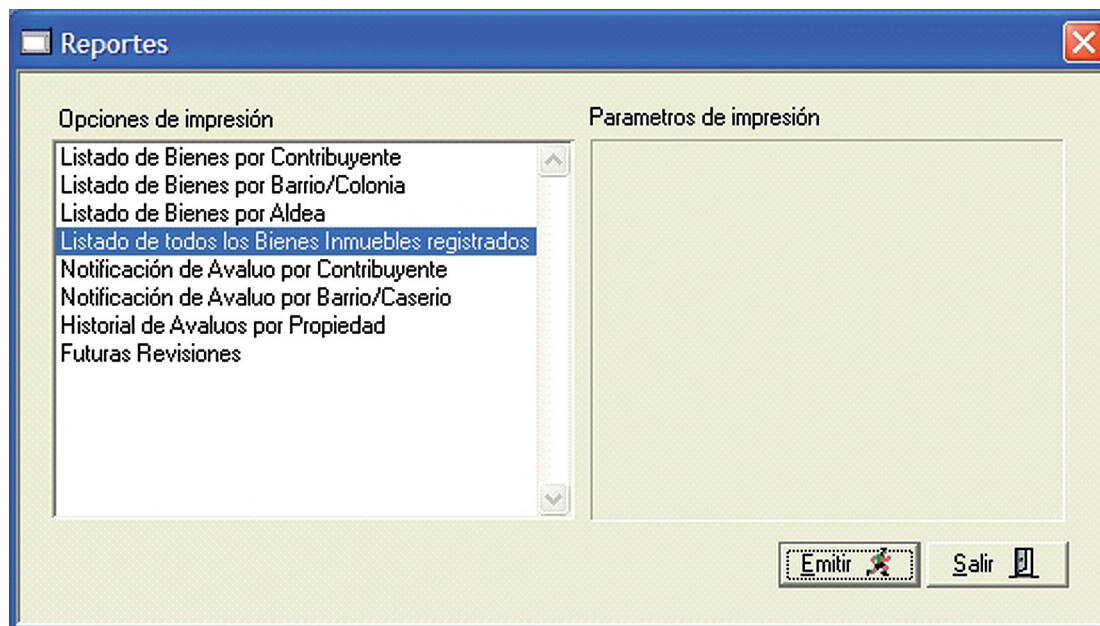 Reportes
Opciones de impresión
Listado de Bienes por Contribuyente
Listado de Bienes por Barrio/Colonia
Listado de Bienes por Aldea
Listado de todos los Bienes Inmuebles registrados
Notificación de Avaluo por Contribuyente
Notificación de Avaluo por Barrio/Caserio
Historial de Avaluos por Propiedad
Futuras Revisiones
Parametros de impresión
Emitir
Salir